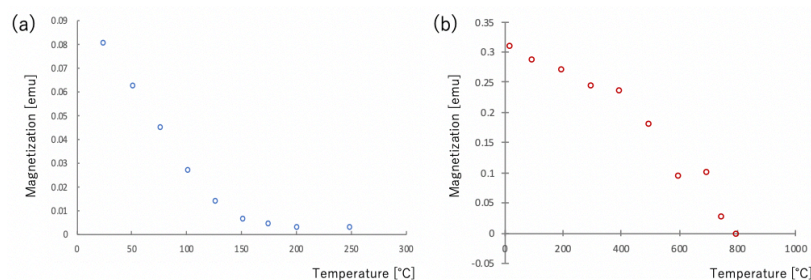 (a)
0.09
0.08
0.07
0.06
0.05
0.04
0.03
0.02
0.01
0
Magnetization [emu]
0 50 100 150 200 250 300
Temperature [°C]
(b)
0.35
0.3
0.25
0.2
0.15
0.1
0.05
0
-0.05
Magnetization [emu]
0 200 400 600 800 1000
Temperature [°C]